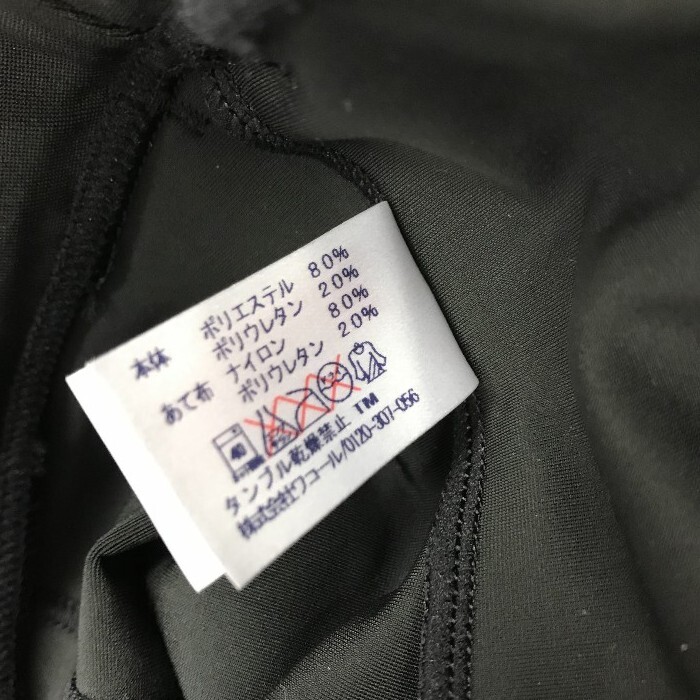 本体 ポリエステル 80%
ポリウレタン 20%
あて布 ナイロン 80%
ポリウレタン 20%
40
タンブル乾燥禁止 TM
株式会社ワコール/0120-307-056